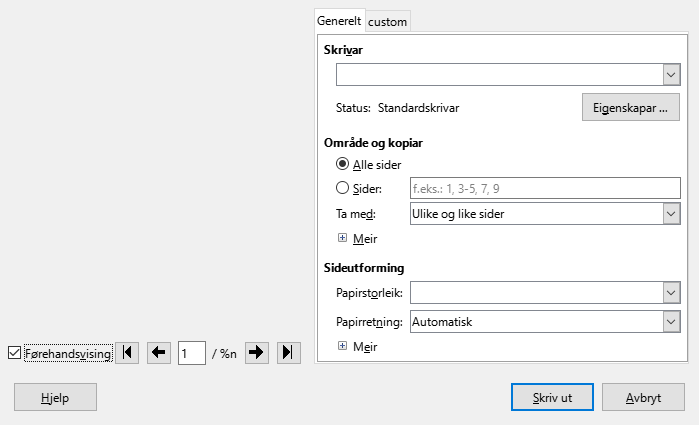 Generelt custom
Skrivar
Status: Standardskrivar
Eigenskapar ...
Område og kopiar
Alle sider
Sider: f.eks.: 1, 3-5, 7, 9
Ta med: Ulike og like sider
Meir
Sideutforming
Papirstorleik:
Papirretning: Automatisk
Meir
Førehandsvising 1 / %n
Hjelp Skriv ut Avbryt